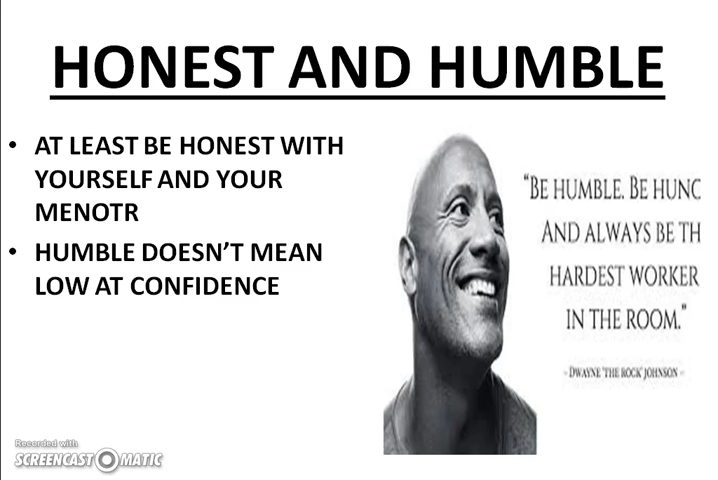 HONEST AND HUMBLE
• AT LEAST BE HONEST WITH
YOURSELF AND YOUR
MENOTR
• HUMBLE DOESN'T MEAN
LOW AT CONFIDENCE
"BE HUMBLE. BE HUNG
AND ALWAYS BE TH
HARDEST WORKER
IN THE ROOM."
- DWAYNE 'THE ROCK' JOHNSON -
Recorded with
SCREENCAST-O-MATIC